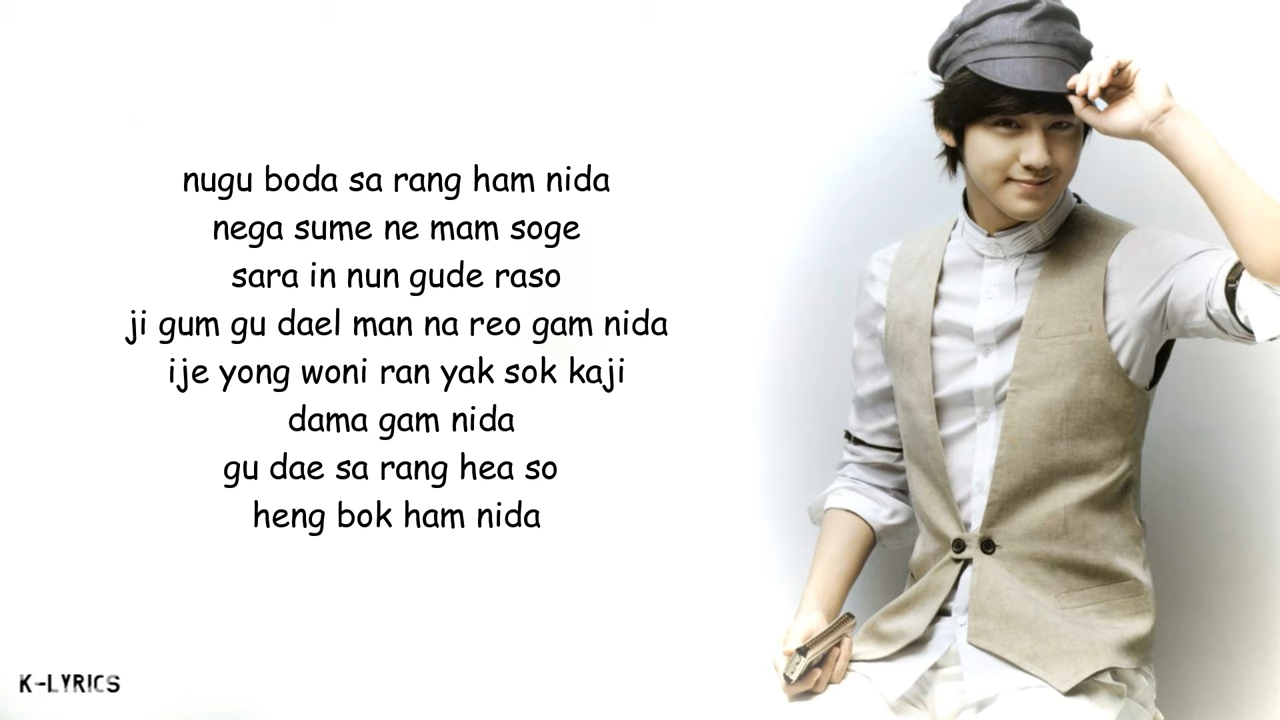 nugu boda sa rang ham nida
nega sume ne mam soge
sara in nun gude raso
ji gum gu dael man na reo gam nida
ije yong woni ran yak sok kaji
dama gam nida
gu dae sa rang hea so
heng bok ham nida
K-LYRICS